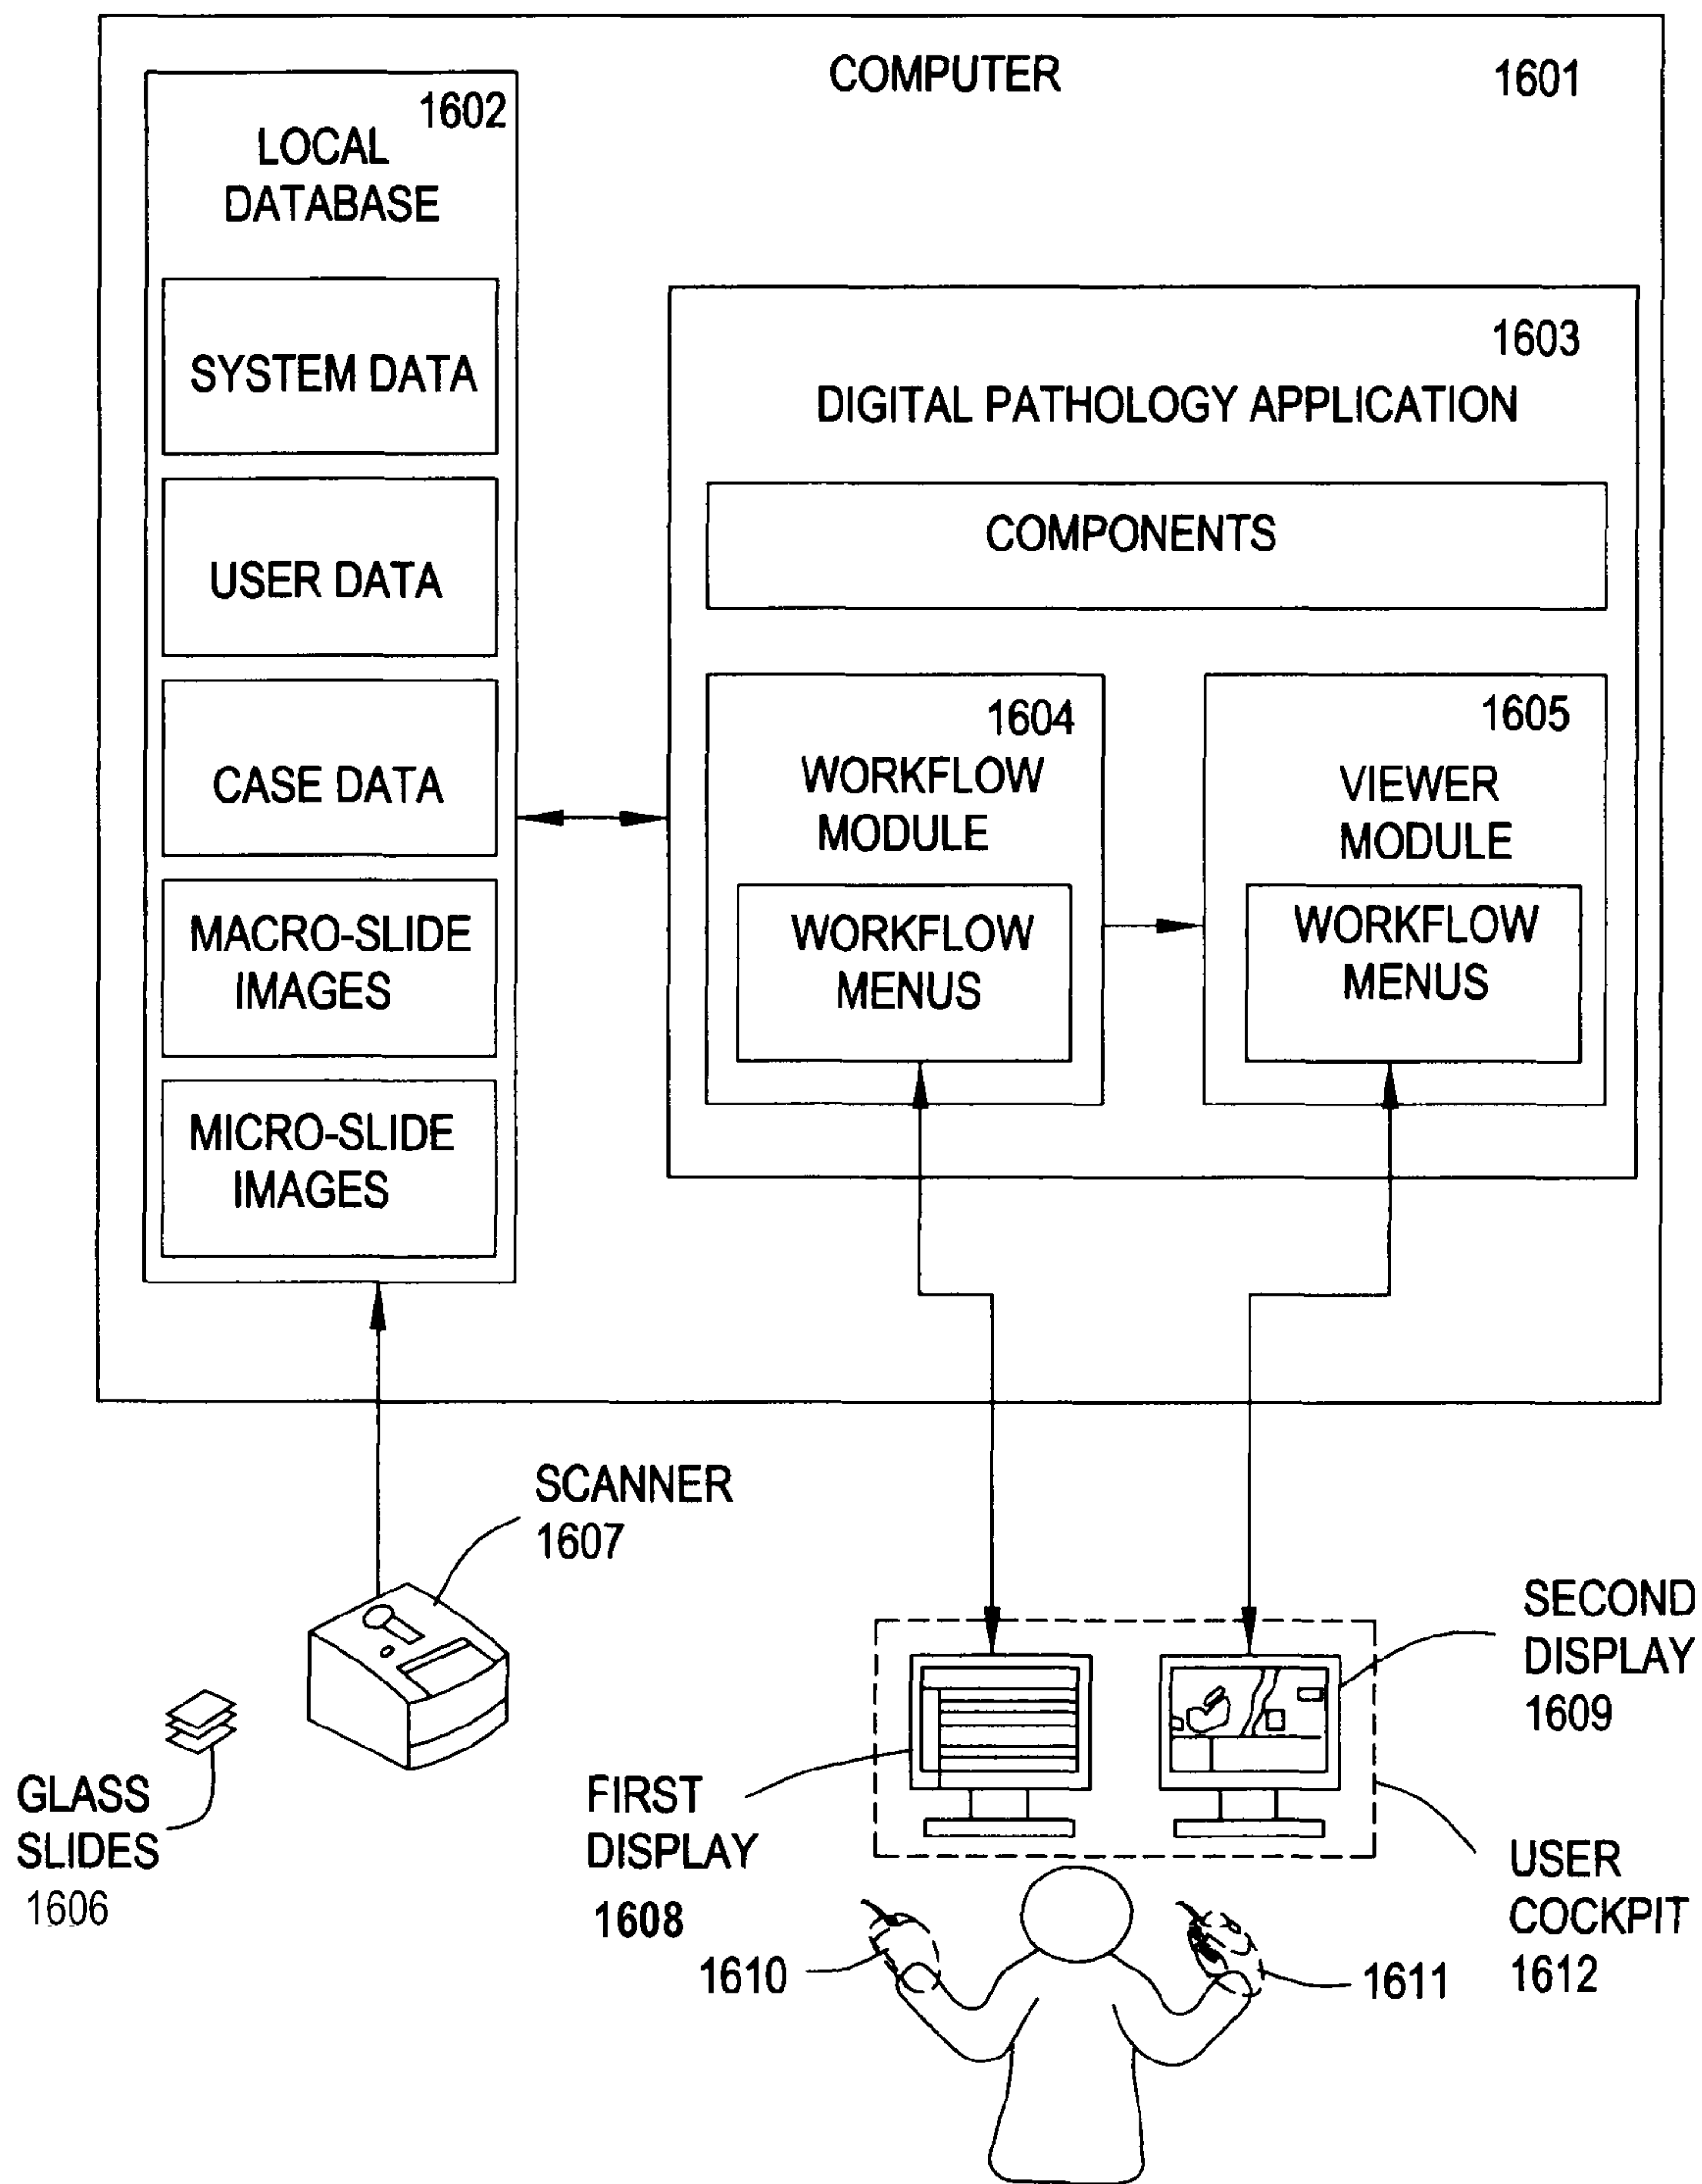 COMPUTER
1601
1602
LOCAL
DATABASE
SYSTEM DATA
USER DATA
CASE DATA
MACRO-SLIDE
IMAGES
MICRO-SLIDE
IMAGES
1603
DIGITAL PATHOLOGY APPLICATION
COMPONENTS
1604
WORKFLOW
MODULE
WORKFLOW
MENUS
1605
VIEWER
MODULE
WORKFLOW
MENUS
SCANNER
1607
GLASS
SLIDES
1606
FIRST
DISPLAY
1608
SECOND
DISPLAY
1609
USER
COCKPIT
1612
1610
1611